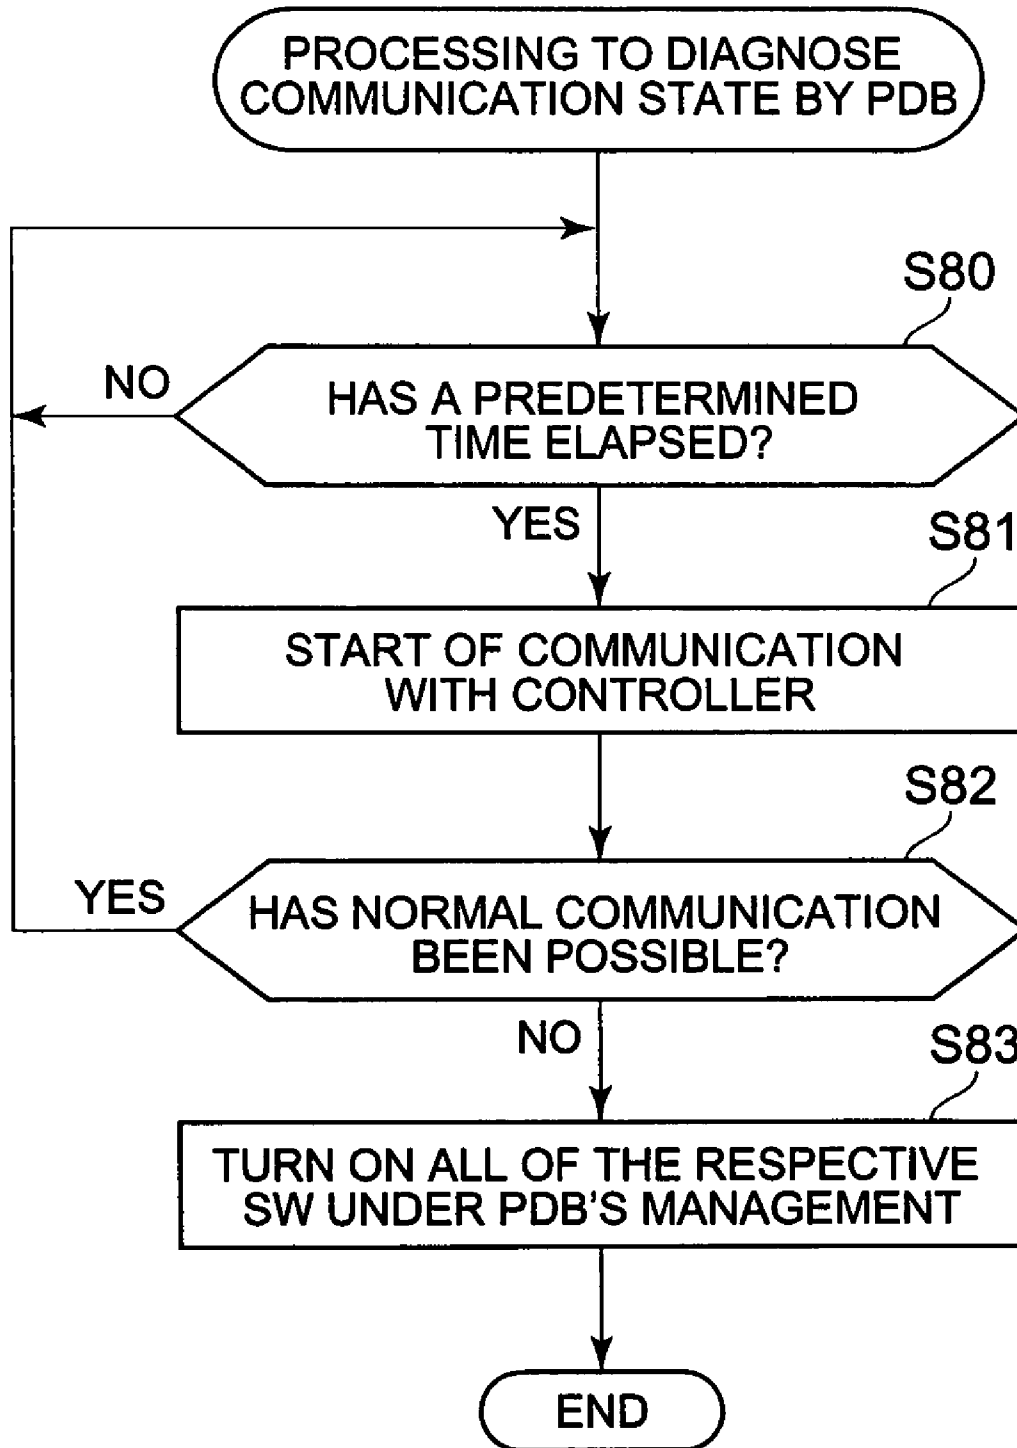 PROCESSING TO DIAGNOSE
COMMUNICATION STATE BY PDB
S80
NO
HAS A PREDETERMINED
TIME ELAPSED?
YES
S81
START OF COMMUNICATION
WITH CONTROLLER
S82
YES
HAS NORMAL COMMUNICATION
BEEN POSSIBLE?
NO
S83
TURN ON ALL OF THE RESPECTIVE
SW UNDER PDB'S MANAGEMENT
END